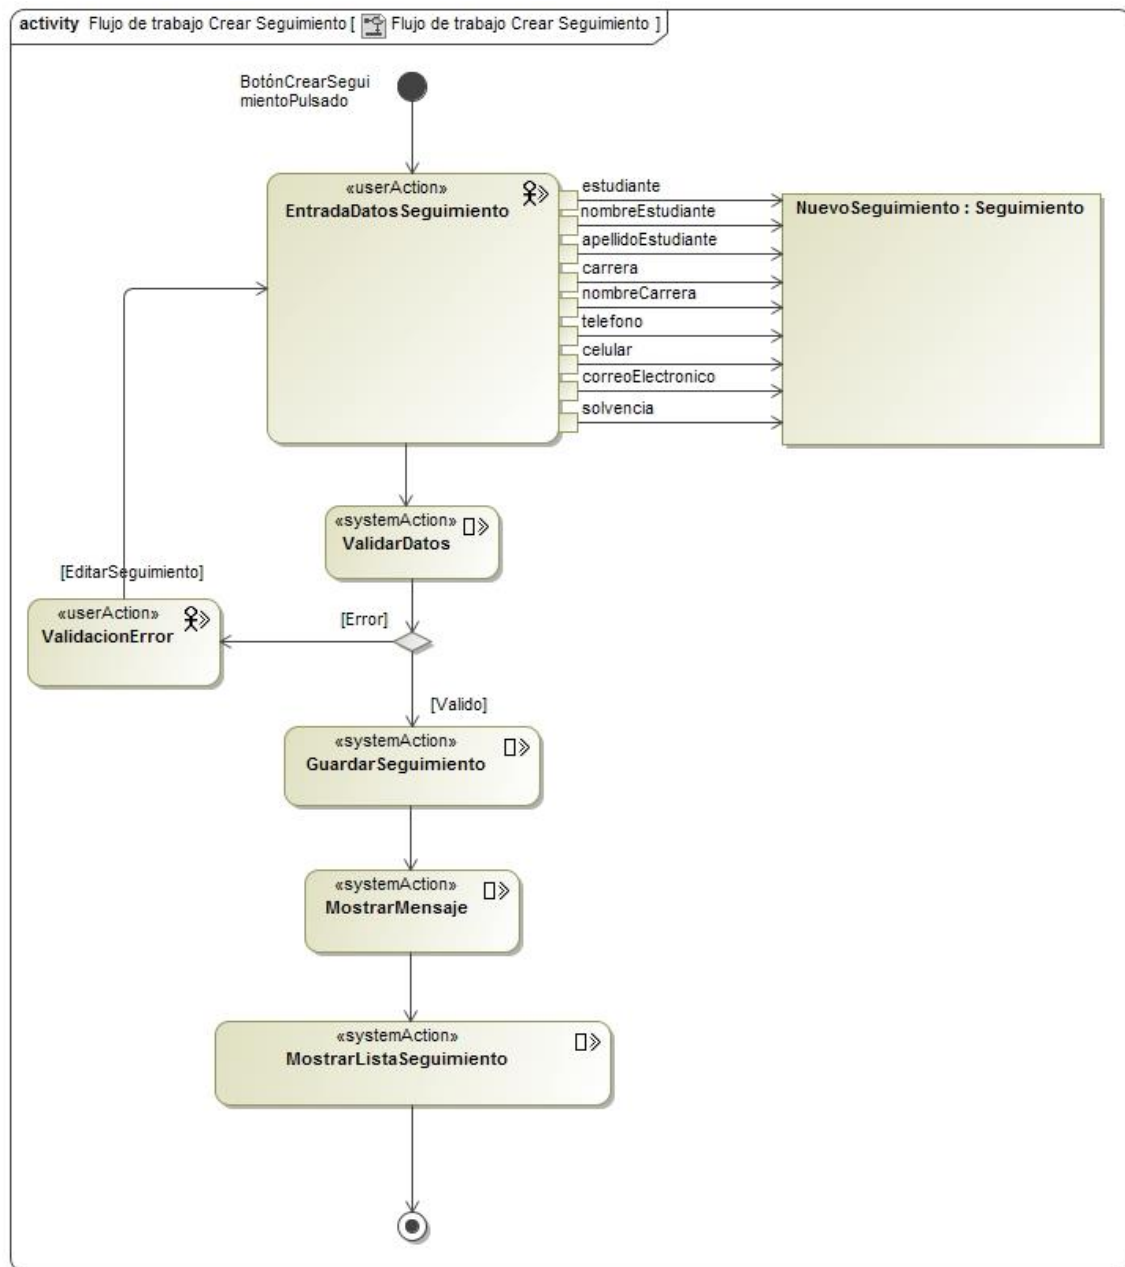 activity Flujo de trabajo Crear Seguimiento [ Flujo de trabajo Crear Seguimiento ]
BotónCrearSegui
mientoPulsado
«userAction»
EntradaDatosSeguimiento
estudiante
nombreEstudiante
apellidoEstudiante
carrera
nombreCarrera
telefono
celular
correoElectronico
solvencia
NuevoSeguimiento : Seguimiento
«systemAction»
ValidarDatos
[EditarSeguimiento]
«userAction»
ValidacionError
[Error]
[Valido]
«systemAction»
GuardarSeguimiento
«systemAction»
MostrarMensaje
«systemAction»
MostrarListaSeguimiento